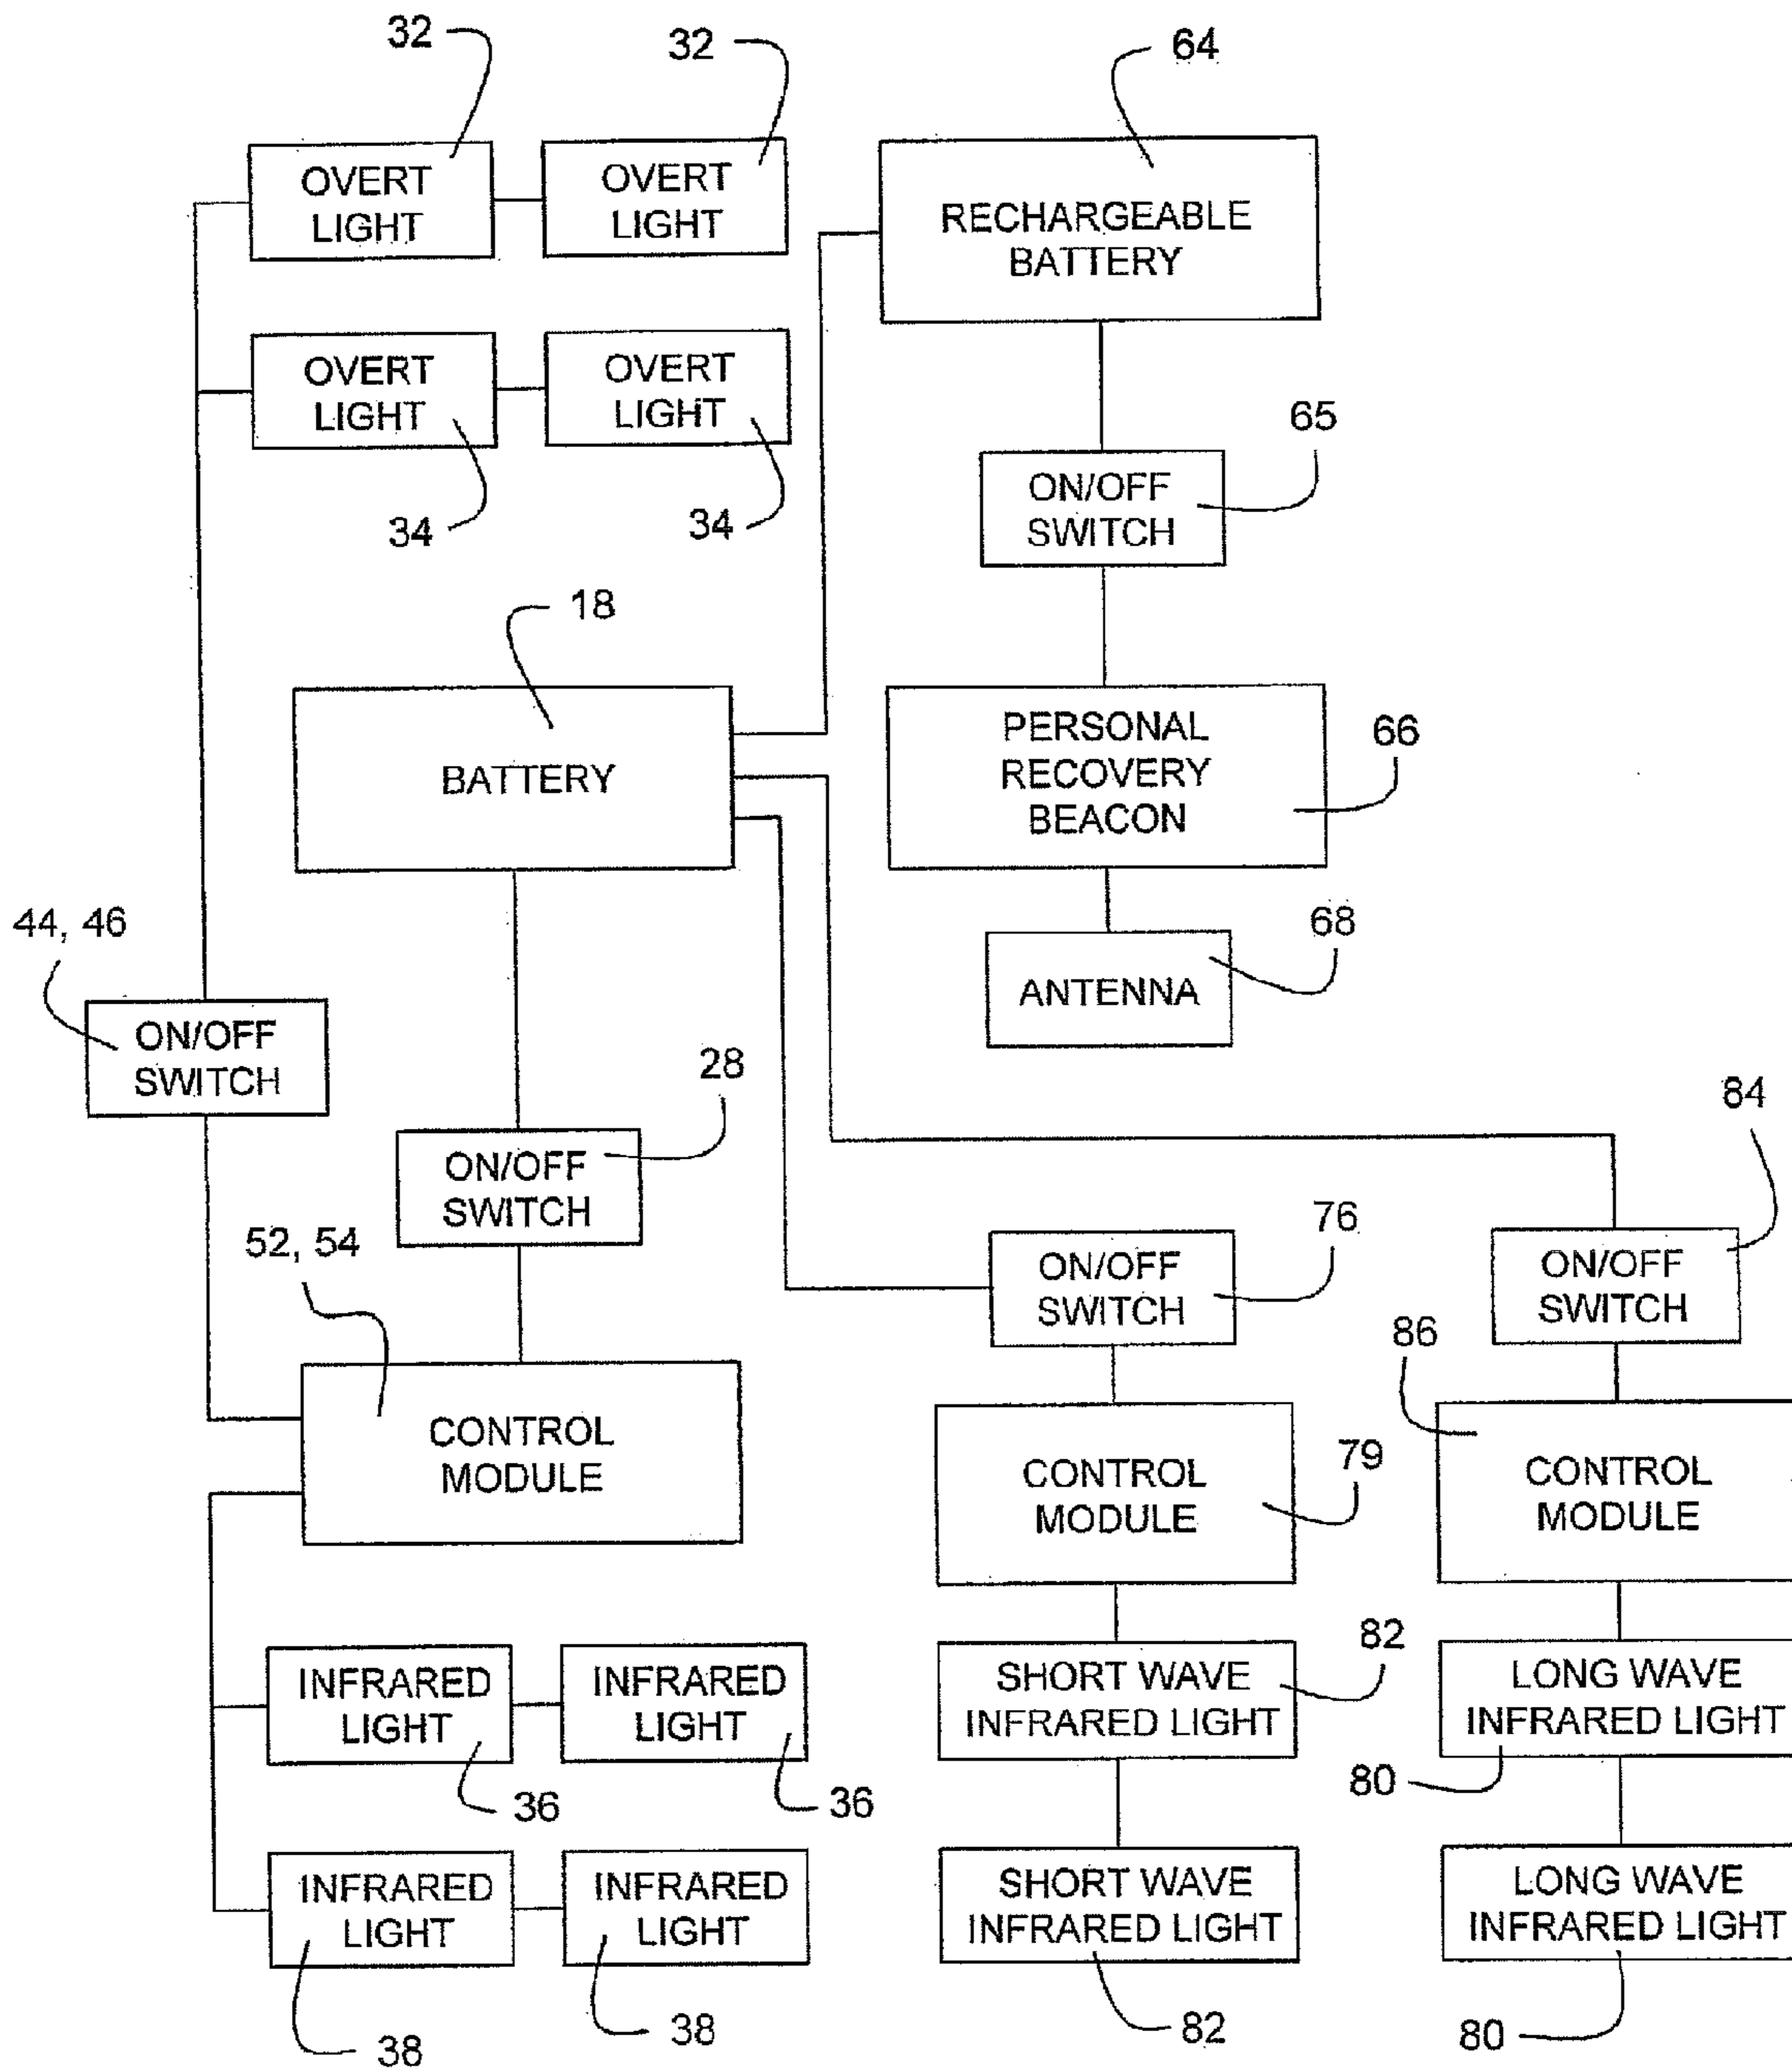 32
32
64
OVERT
LIGHT
OVERT
LIGHT
RECHARGEABLE
BATTERY
OVERT
LIGHT
OVERT
LIGHT
34
34
65
ON/OFF
SWITCH
18
BATTERY
PERSONAL
RECOVERY
BEACON
66
44, 46
68
ANTENNA
ON/OFF
SWITCH
28
ON/OFF
SWITCH
84
52, 54
76
ON/OFF
SWITCH
ON/OFF
SWITCH
86
CONTROL
MODULE
CONTROL
MODULE
79
CONTROL
MODULE
82
INFRARED
LIGHT
INFRARED
LIGHT
SHORT WAVE
INFRARED LIGHT
LONG WAVE
INFRARED LIGHT
36
36
80
INFRARED
LIGHT
INFRARED
LIGHT
SHORT WAVE
INFRARED LIGHT
LONG WAVE
INFRARED LIGHT
38
38
82
80